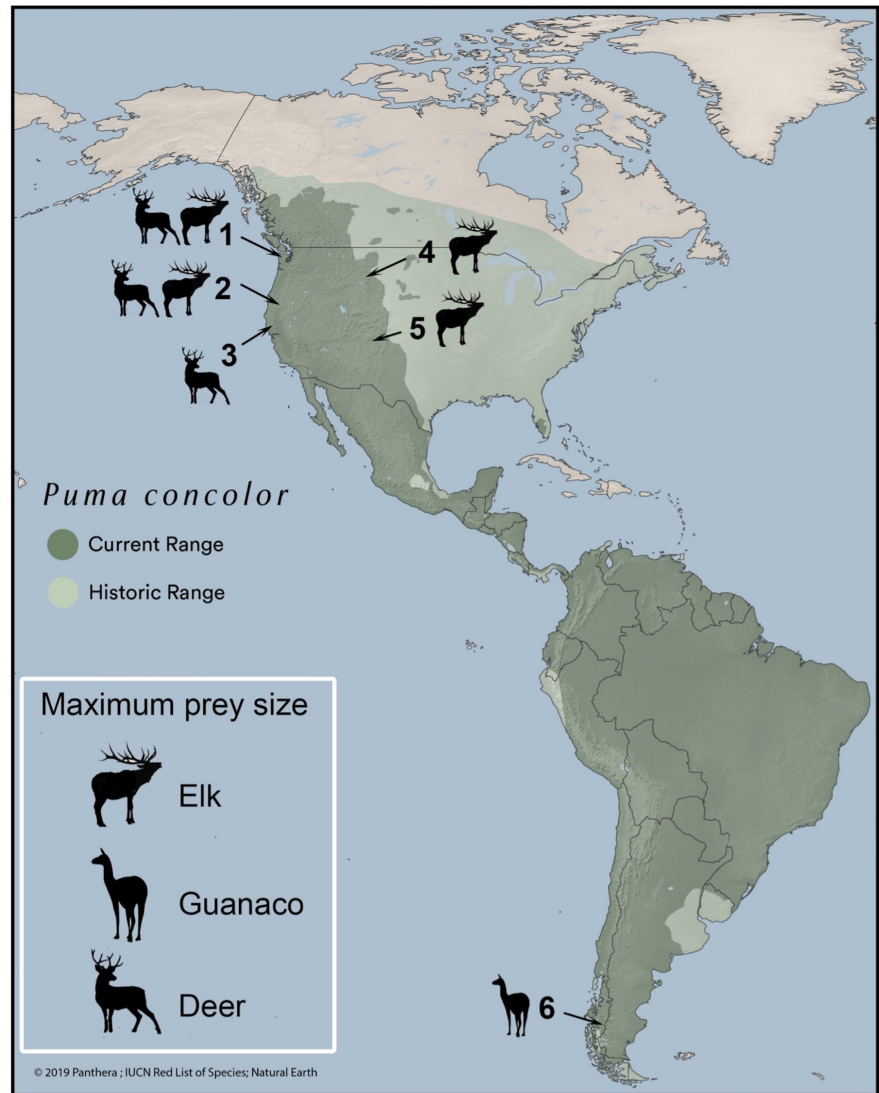 1
4
2
5
3
Puma concolor
Current Range
Historic Range
Maximum prey size
Elk
Guanaco
Deer
6
© 2019 Panthera ; IUCN Red List of Species; Natural Earth